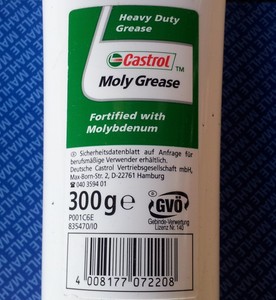 Heavy Duty
Grease
Castrol
TM
Moly Grease
Fortified with
Molybdenum
Sicherheitsdatenblatt auf Anfrage für
berufsmäßige Verwender erhältlich.
Deutsche Castrol Vertriebsgesellschaft mbH,
Max-Born-Str. 2, D-22761 Hamburg
☎ 040 3594 01
300g℮
P001C6E
835470/I0
GVÖ
Gebinde-Verwertung
Lizenz Nr. 140
4 008177 072208